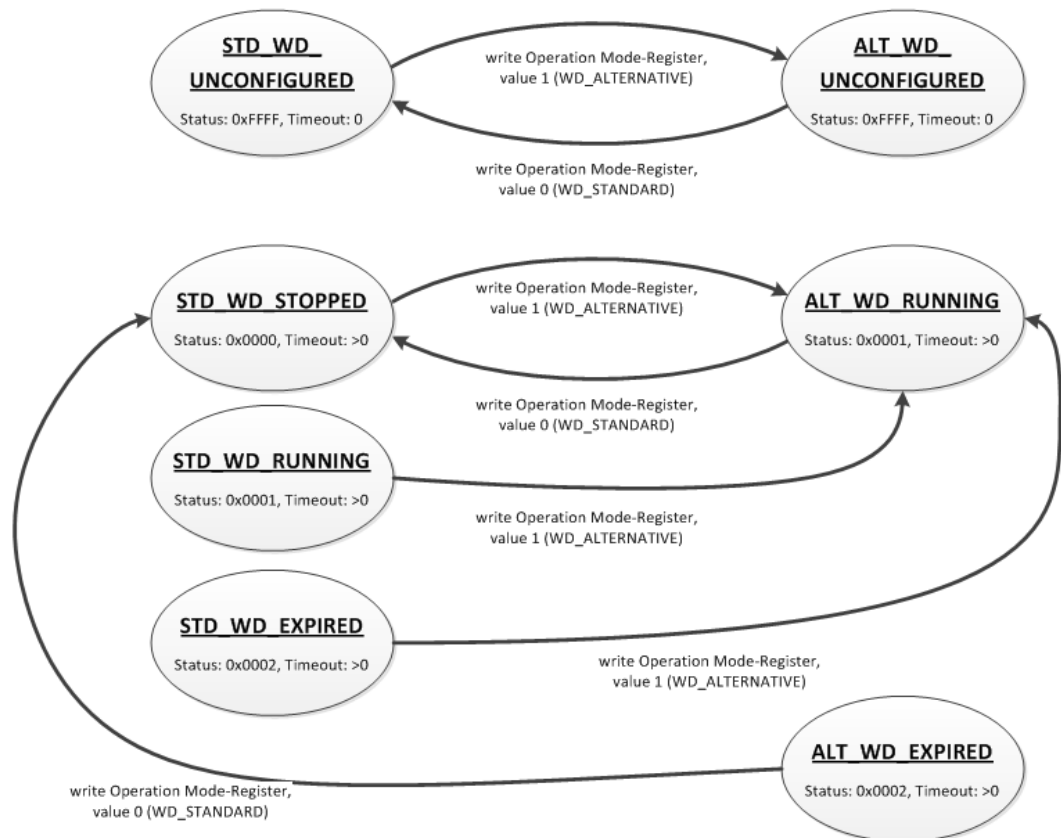 STD_WD_
UNCONFIGURED
Status: 0xFFFF, Timeout: 0
write Operation Mode-Register,
value 1 (WD_ALTERNATIVE)
ALT_WD_
UNCONFIGURED
Status: 0xFFFF, Timeout: 0
write Operation Mode-Register,
value 0 (WD_STANDARD)
STD_WD_STOPPED
Status: 0x0000, Timeout: >0
write Operation Mode-Register,
value 1 (WD_ALTERNATIVE)
ALT_WD_RUNNING
Status: 0x0001, Timeout: >0
write Operation Mode-Register,
value 0 (WD_STANDARD)
STD_WD_RUNNING
Status: 0x0001, Timeout: >0
write Operation Mode-Register,
value 1 (WD_ALTERNATIVE)
STD_WD_EXPIRED
Status: 0x0002, Timeout: >0
write Operation Mode-Register,
value 1 (WD_ALTERNATIVE)
ALT_WD_EXPIRED
Status: 0x0002, Timeout: >0
write Operation Mode-Register,
value 0 (WD_STANDARD)